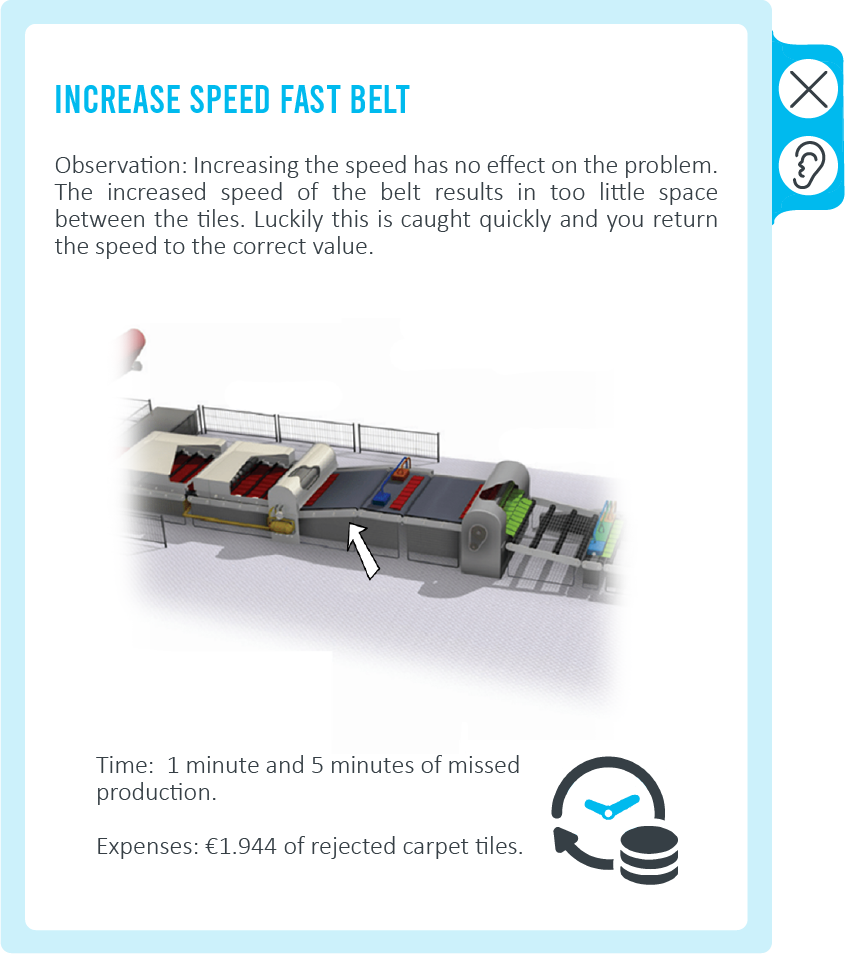 INCREASE SPEED FAST BELT
Observation: Increasing the speed has no effect on the problem.
The increased speed of the belt results in too little space
between the tiles. Luckily this is caught quickly and you return
the speed to the correct value.
Time:  1 minute and 5 minutes of missed
production.
Expenses: €1.944 of rejected carpet tiles.